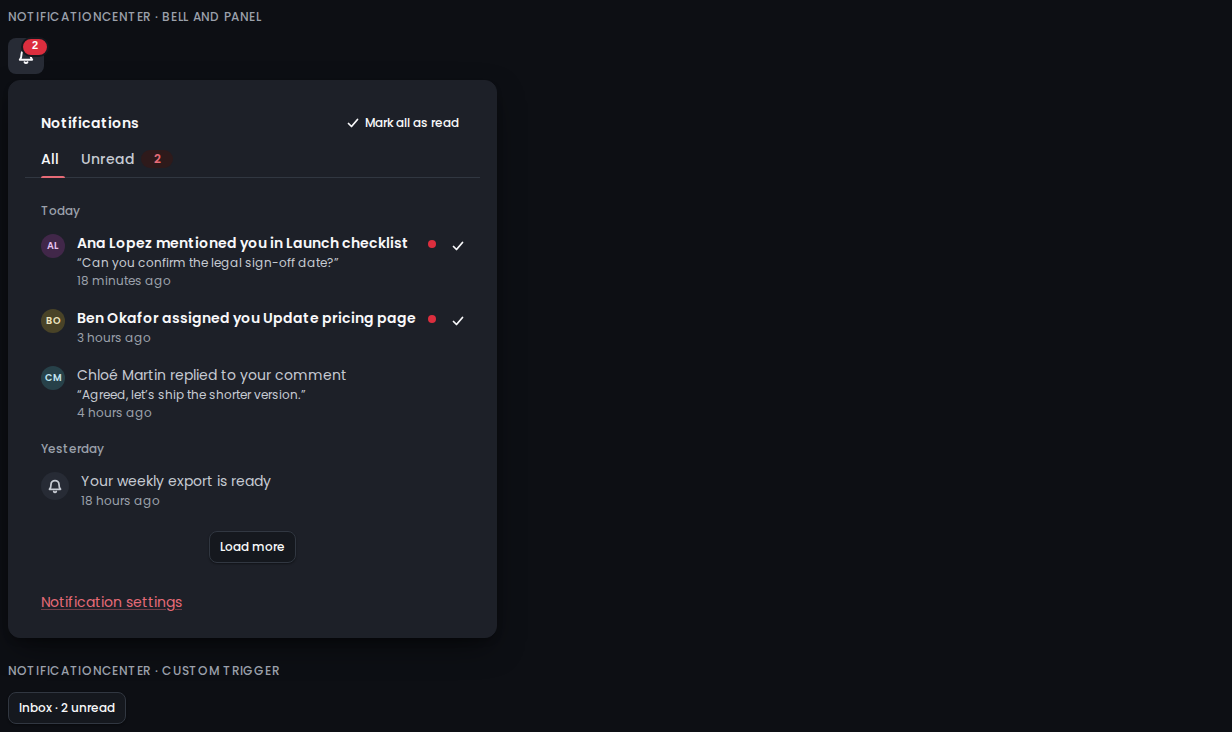 NOTIFICATIONCENTER · BELL AND PANEL
2
Notifications
Mark all as read
All
Unread
2
Today
AL
Ana Lopez mentioned you in Launch checklist
“Can you confirm the legal sign-off date?”
18 minutes ago
BO
Ben Okafor assigned you Update pricing page
3 hours ago
CM
Chloé Martin replied to your comment
“Agreed, let’s ship the shorter version.”
4 hours ago
Yesterday
Your weekly export is ready
18 hours ago
Load more
Notification settings
NOTIFICATIONCENTER · CUSTOM TRIGGER
Inbox · 2 unread